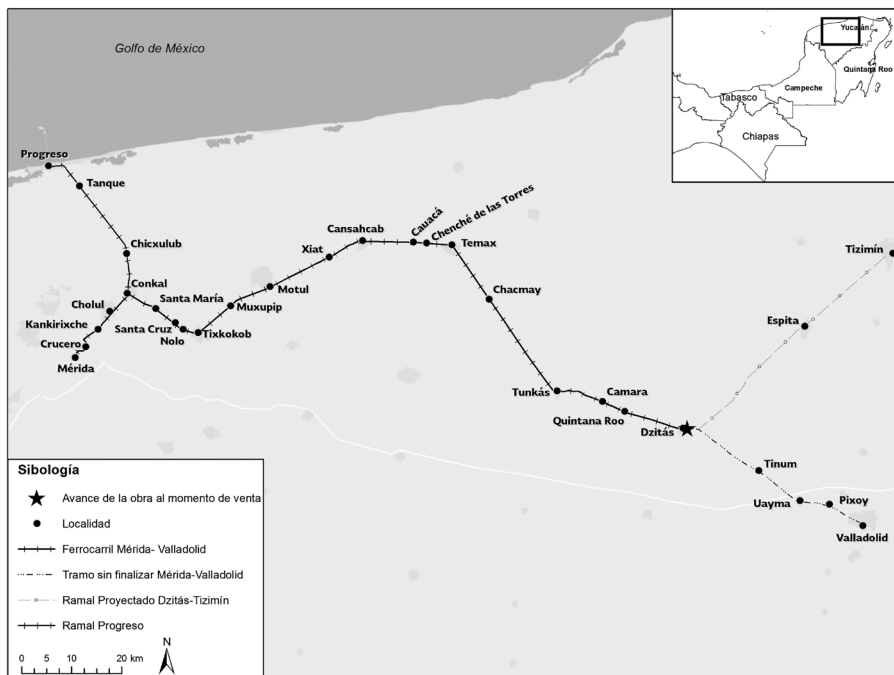 Golfo de México
Yucatán
Quintana Roo
Campeche
Tabasco
Chiapas
Progreso
Tanque
Chicxulub
Conkal
Cholul
Kankirixche
Crucero
Mérida
Santa María
Santa Cruz
Nolo
Tixkokob
Muxupip
Motul
Xiat
Cansahcab
Cauacá
Chenché de las Torres
Temax
Chacmay
Tunkás
Camara
Quintana Roo
Dzitás
Tizimín
Espita
Tinum
Uayma
Pixoy
Valladolid
Sibología
Avance de la obra al momento de venta
Localidad
Ferrocarril Mérida- Valladolid
Tramo sin finalizar Mérida-Valladolid
Ramal Proyectado Dzitás-Tizimín
Ramal Progreso
N
0 5 10 20 km